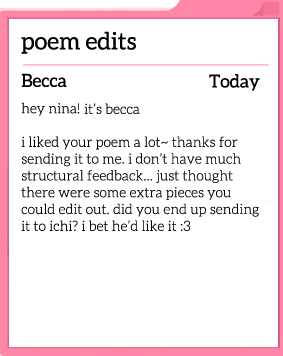 poem edits
Becca Today
hey nina! it's becca
i liked your poem a lot~ thanks for
sending it to me. i don't have much
structural feedback... just thought
there were some extra pieces you
could edit out. did you end up sending
it to ichi? i bet he'd like it :3